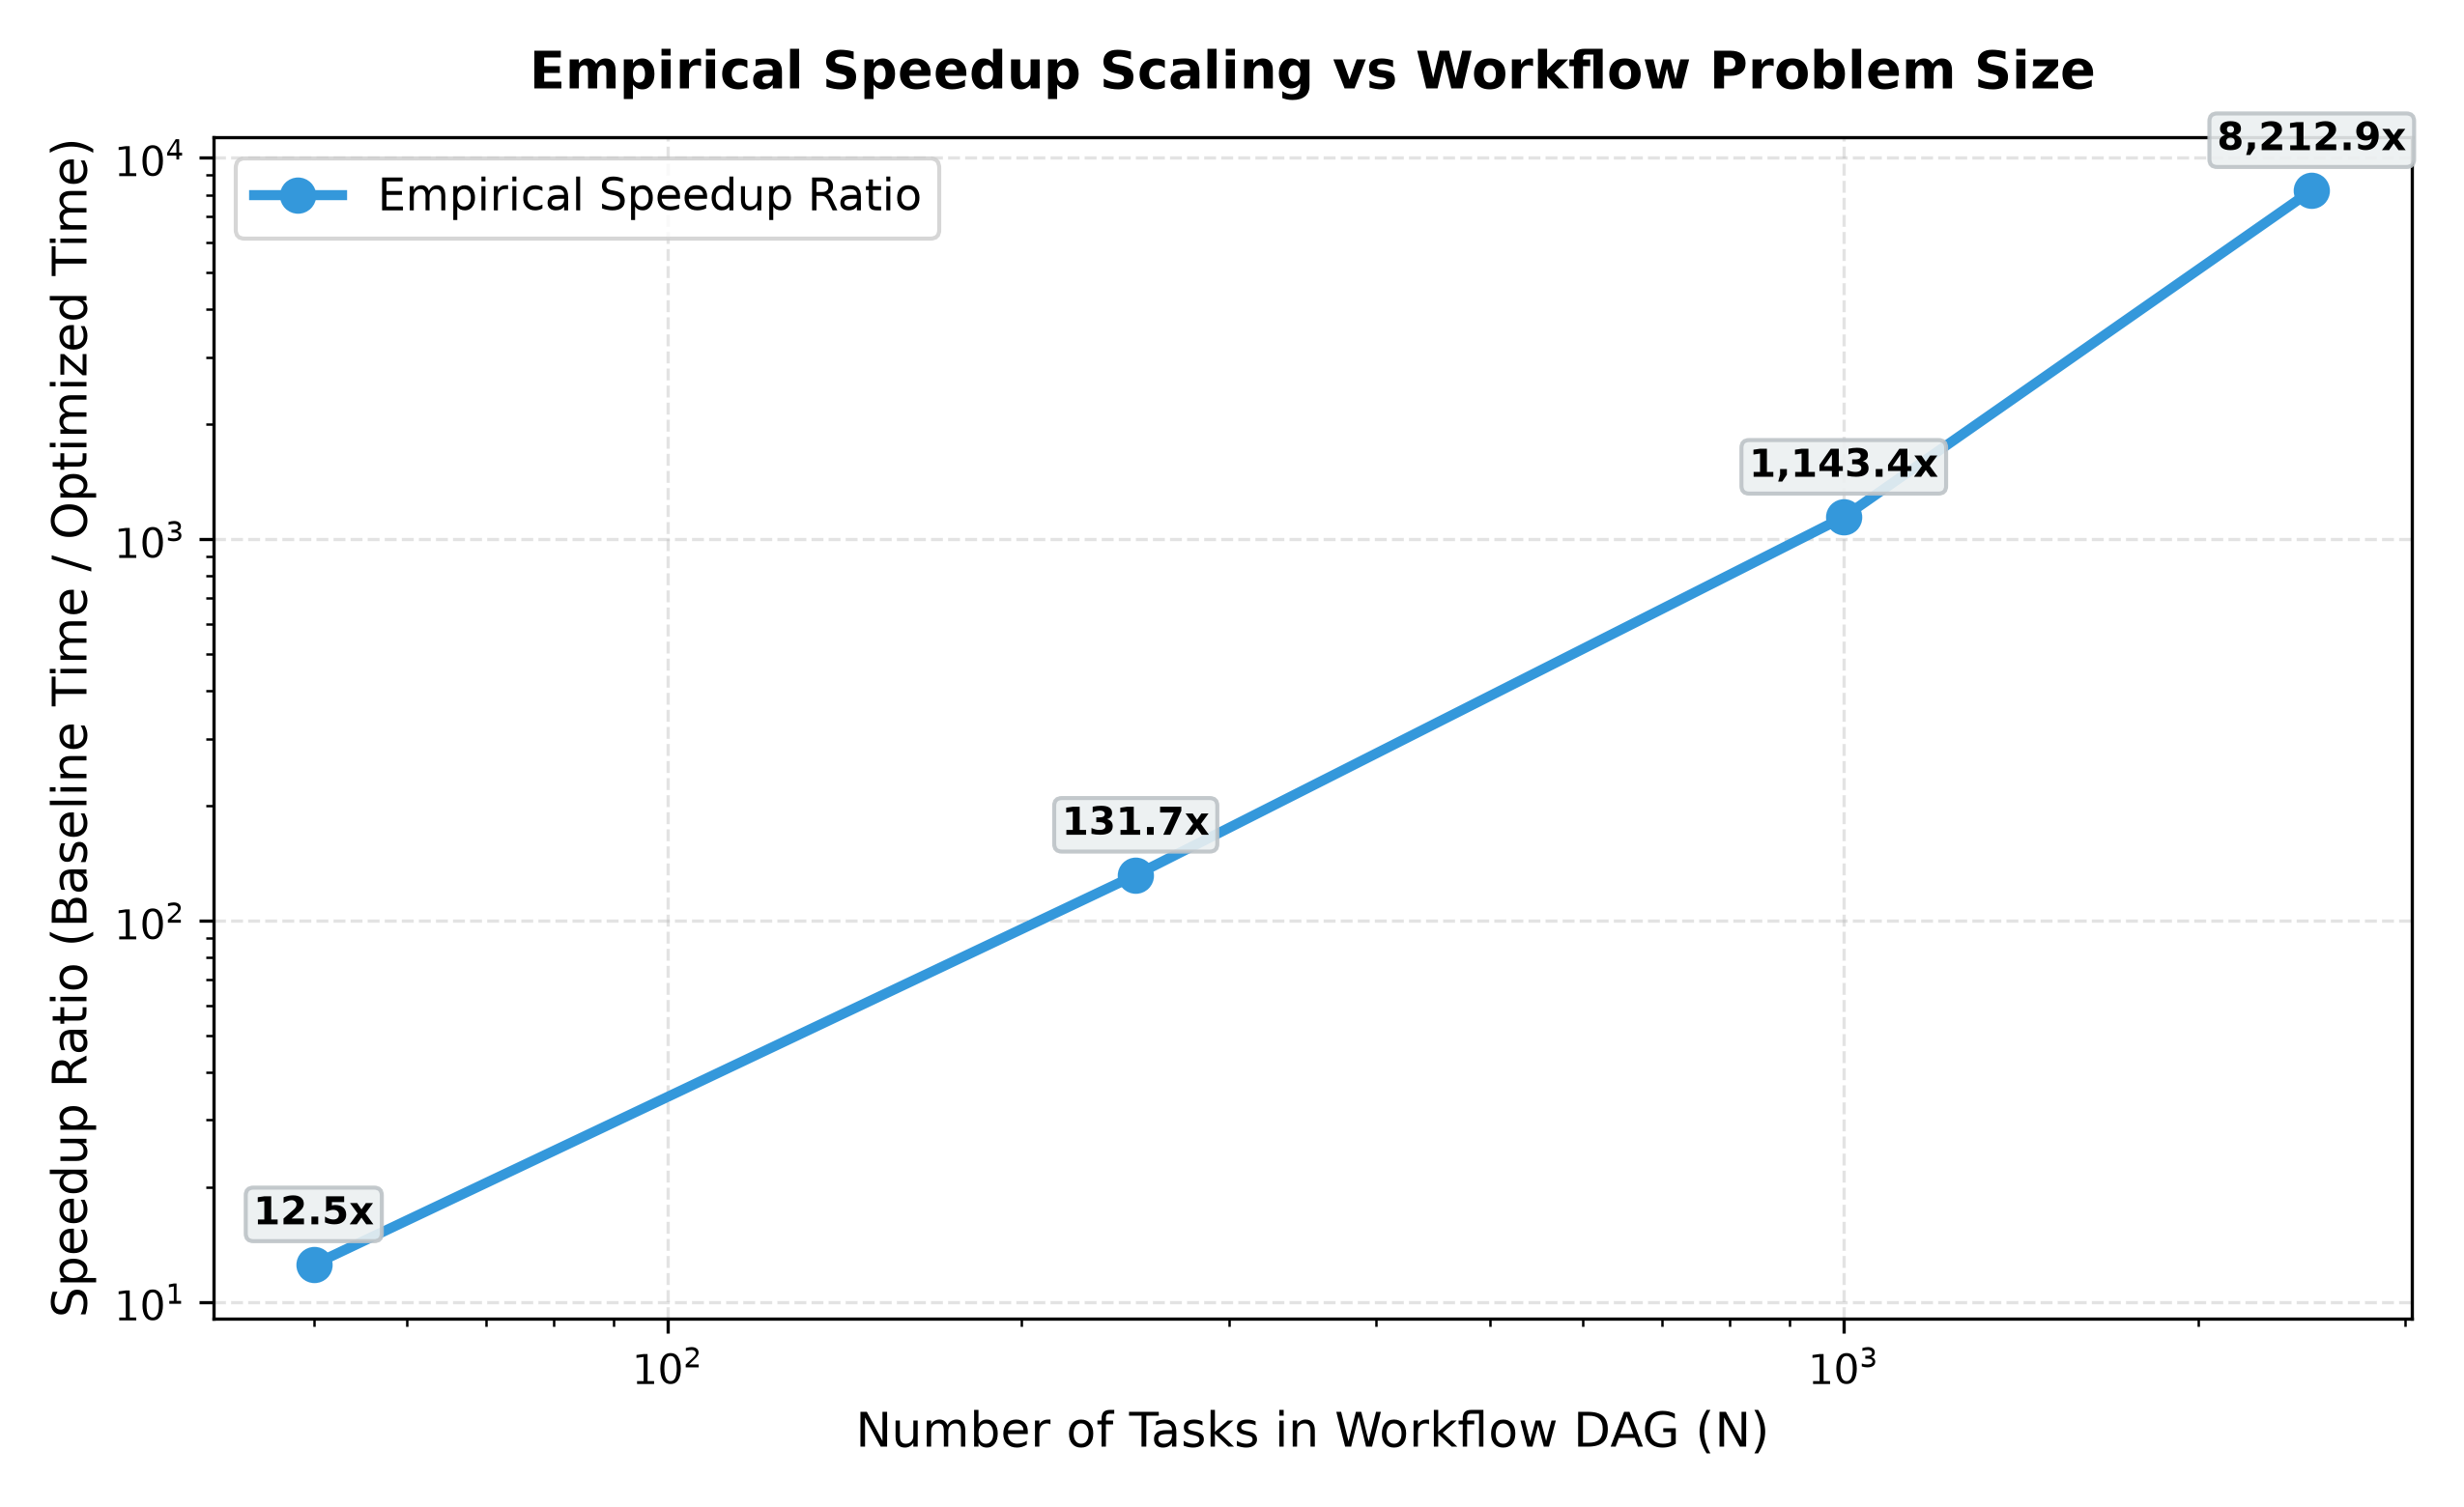 Empirical Speedup Scaling vs Workflow Problem Size
8,212.9x
10⁴
Empirical Speedup Ratio
1,143.4x
10³
131.7x
10²
12.5x
10¹
Speedup Ratio (Baseline Time / Optimized Time)
10² 10³
Number of Tasks in Workflow DAG (N)